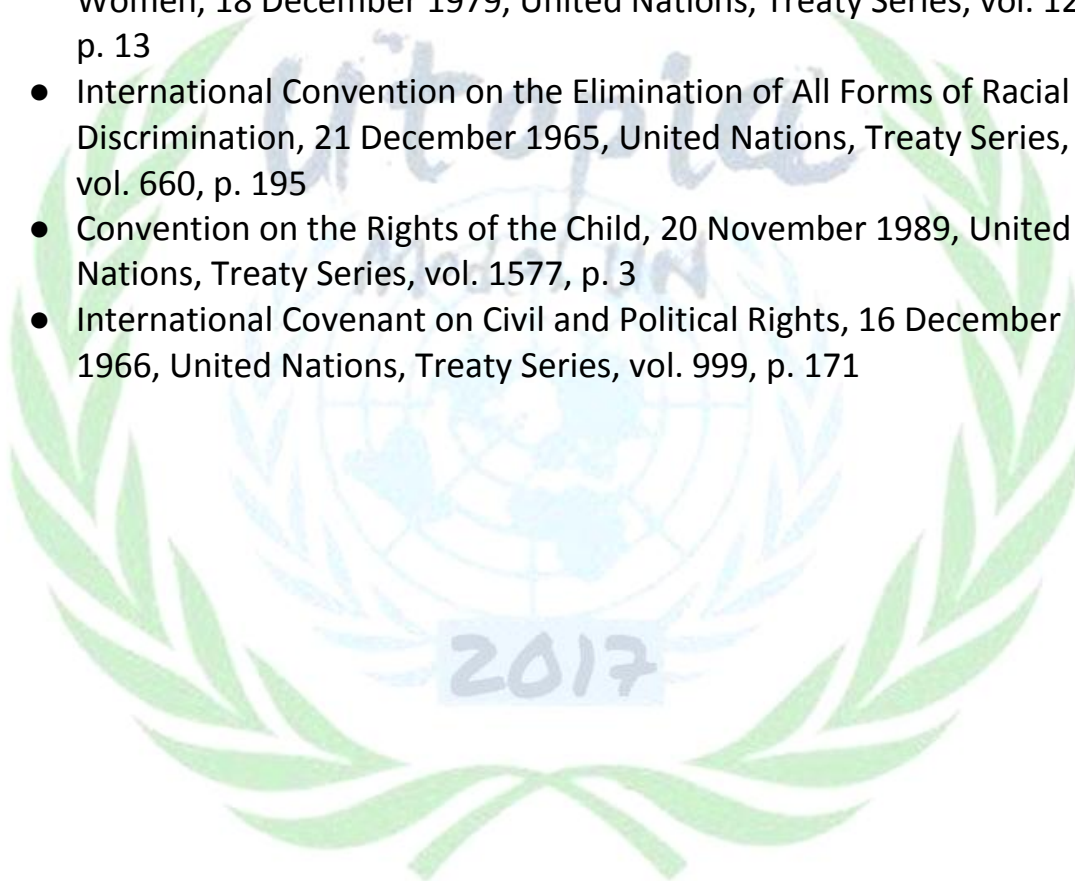 Women, 18 December 1979, United Nations, Treaty Series, vol. 12
p. 13
● International Convention on the Elimination of All Forms of Racial
Discrimination, 21 December 1965, United Nations, Treaty Series,
vol. 660, p. 195
● Convention on the Rights of the Child, 20 November 1989, United
Nations, Treaty Series, vol. 1577, p. 3
● International Covenant on Civil and Political Rights, 16 December
1966, United Nations, Treaty Series, vol. 999, p. 171
utopia
Model UN
2017